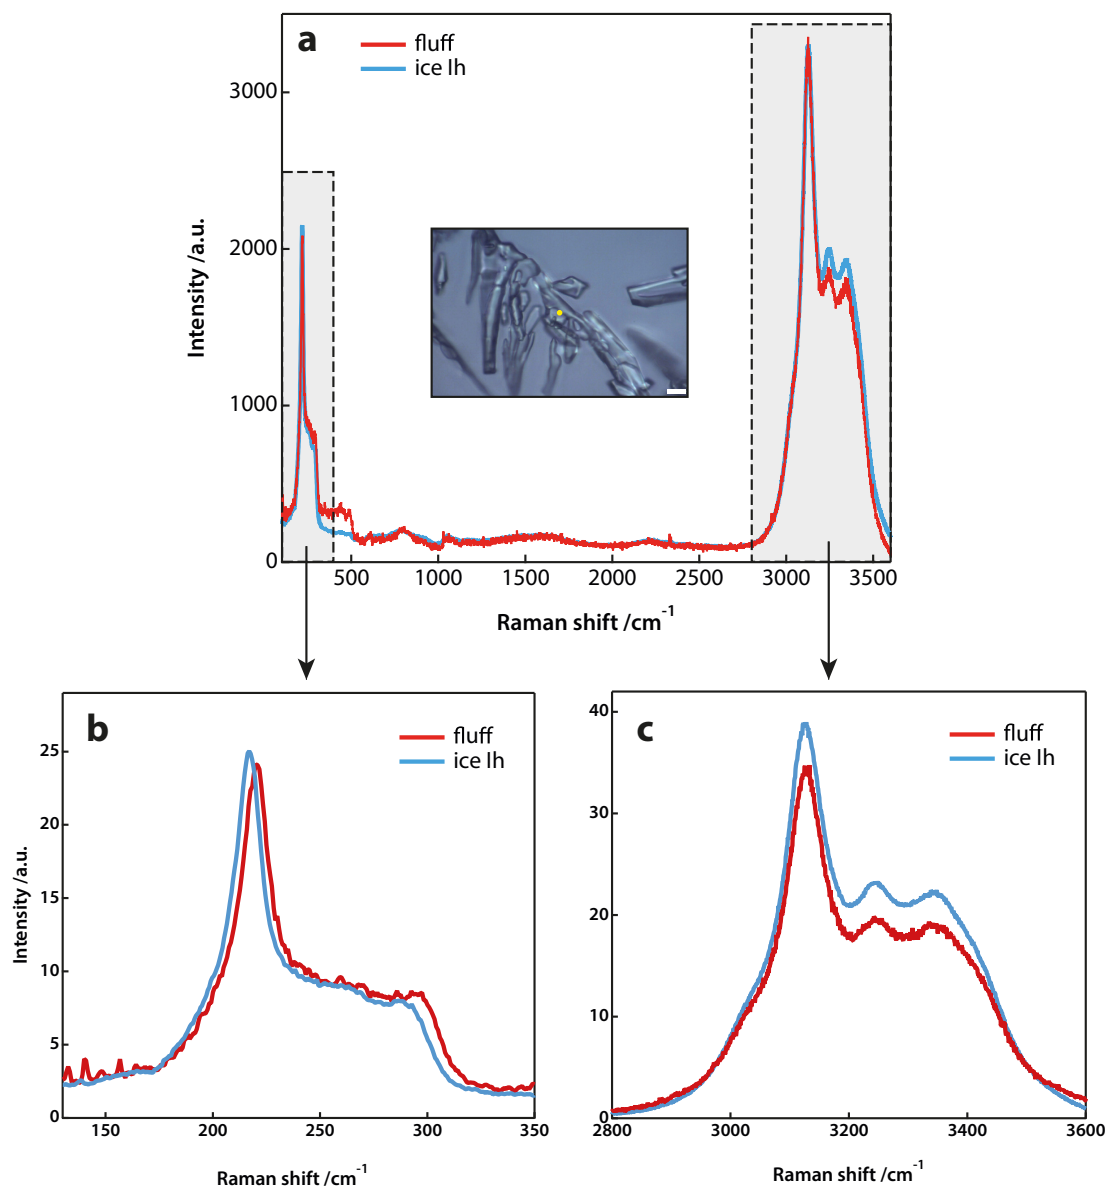 a
fluff
ice Ih
3000
2000
1000
0
Intensity /a.u.
500 1000 1500 2000 2500 3000 3500
Raman shift /cm⁻¹
b
fluff
ice Ih
25
20
15
10
5
0
Intensity /a.u.
150 200 250 300 350
Raman shift /cm⁻¹
c
fluff
ice Ih
40
30
20
10
0
2800 3000 3200 3400 3600
Raman shift /cm⁻¹